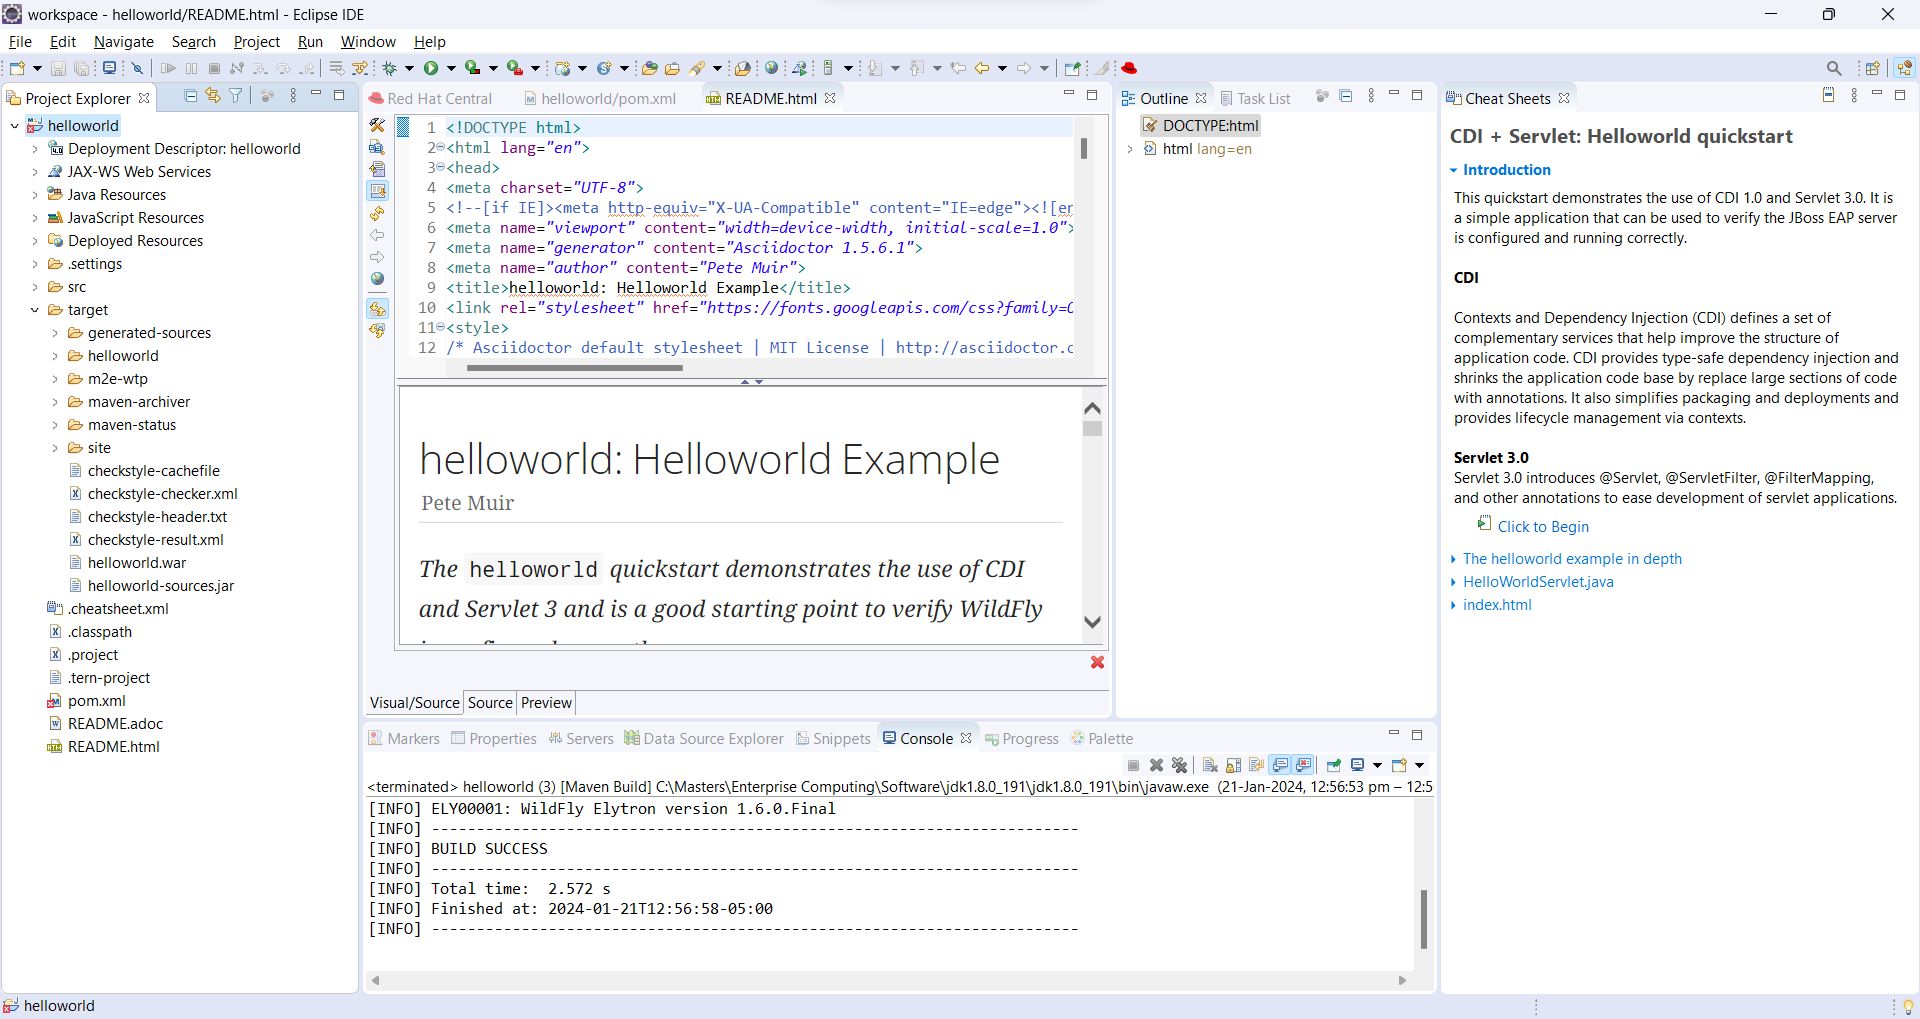 workspace - helloworld/README.html - Eclipse IDE
File Edit Navigate Search Project Run Window Help
Project Explorer
helloworld
Deployment Descriptor: helloworld
JAX-WS Web Services
Java Resources
JavaScript Resources
Deployed Resources
.settings
src
target
generated-sources
helloworld
m2e-wtp
maven-archiver
maven-status
site
checkstyle-cachefile
checkstyle-checker.xml
checkstyle-header.txt
checkstyle-result.xml
helloworld.war
helloworld-sources.jar
.cheatsheet.xml
.classpath
.project
.tern-project
pom.xml
README.adoc
README.html
Red Hat Central helloworld/pom.xml README.html
1 <!DOCTYPE html>
2 <html lang="en">
3 <head>
4 <meta charset="UTF-8">
5 <!--[if IE]><meta http-equiv="X-UA-Compatible" content="IE=edge"><![en
6 <meta name="viewport" content="width=device-width, initial-scale=1.0">
7 <meta name="generator" content="Asciidoctor 1.5.6.1">
8 <meta name="author" content="Pete Muir">
9 <title>helloworld: Helloworld Example</title>
10 <link rel="stylesheet" href="https://fonts.googleapis.com/css?family=O
11 <style>
12 /* Asciidoctor default stylesheet | MIT License | http://asciidoctor.o
helloworld: Helloworld Example
Pete Muir
The helloworld quickstart demonstrates the use of CDI
and Servlet 3 and is a good starting point to verify WildFly
Visual/Source Source Preview
Outline Task List
DOCTYPE:html
html lang=en
Cheat Sheets
CDI + Servlet: Helloworld quickstart
Introduction
This quickstart demonstrates the use of CDI 1.0 and Servlet 3.0. It is
a simple application that can be used to verify the JBoss EAP server
is configured and running correctly.
CDI
Contexts and Dependency Injection (CDI) defines a set of
complementary services that help improve the structure of
application code. CDI provides type-safe dependency injection and
shrinks the application code base by replace large sections of code
with annotations. It also simplifies packaging and deployments and
provides lifecycle management via contexts.
Servlet 3.0
Servlet 3.0 introduces @Servlet, @ServletFilter, @FilterMapping,
and other annotations to ease development of servlet applications.
Click to Begin
The helloworld example in depth
HelloWorldServlet.java
index.html
Markers Properties Servers Data Source Explorer Snippets Console Progress Palette
<terminated> helloworld (3) [Maven Build] C:\Masters\Enterprise Computing\Software\jdk1.8.0_191\jdk1.8.0_191\bin\javaw.exe (21-Jan-2024, 12:56:53 pm – 12:5
[INFO] ELY00001: WildFly Elytron version 1.6.0.Final
[INFO] ------------------------------------------------------------------------
[INFO] BUILD SUCCESS
[INFO] ------------------------------------------------------------------------
[INFO] Total time: 2.572 s
[INFO] Finished at: 2024-01-21T12:56:58-05:00
[INFO] ------------------------------------------------------------------------
helloworld